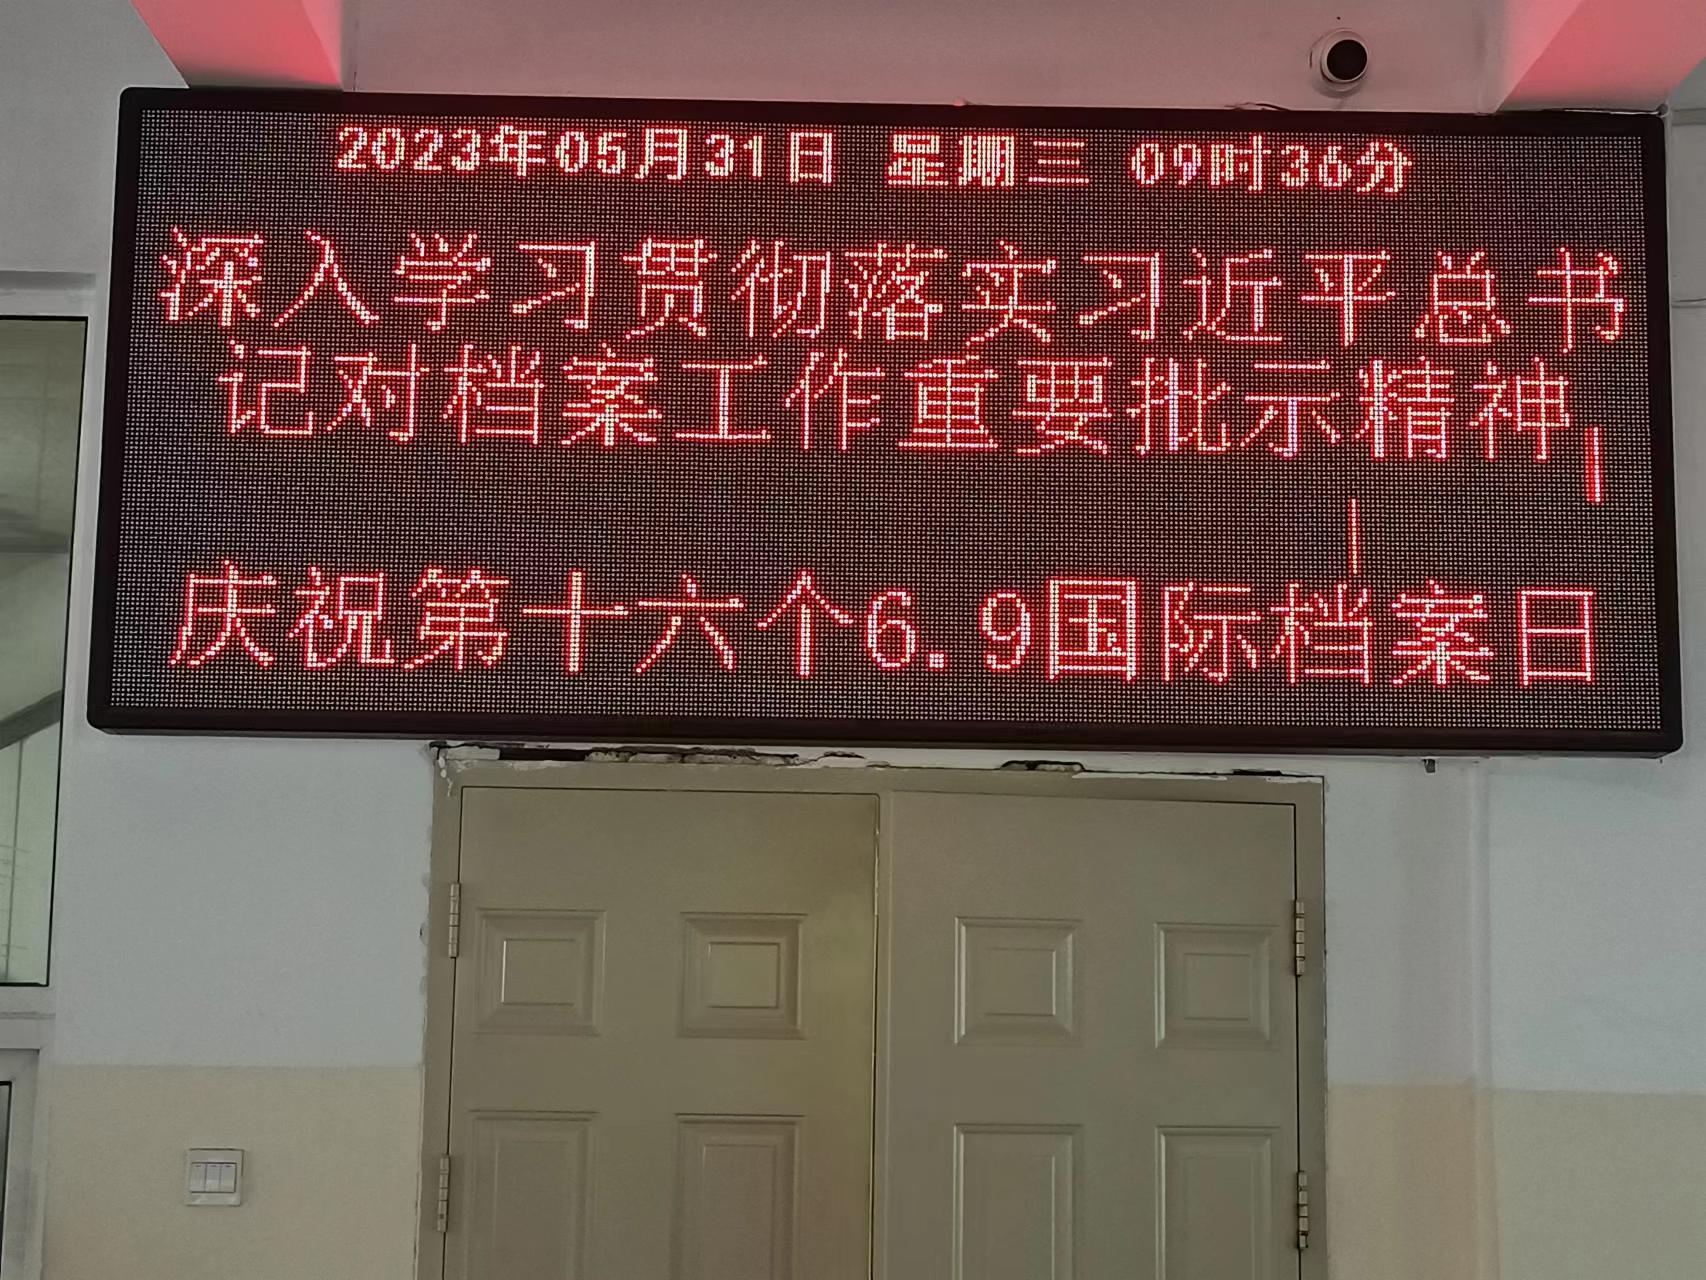 2023年05月31日 星期三 09时36分
深入学习贯彻落实习近平总书
记对档案工作重要批示精神
庆祝第十六个6.9国际档案日